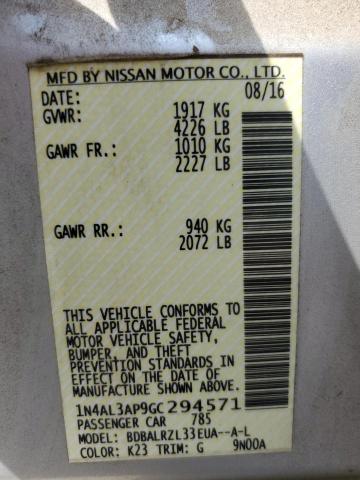 MFD BY NISSAN MOTOR CO., LTD.
DATE: 08/16
GVWR: 1917 KG
4226 LB
GAWR FR.: 1010 KG
2227 LB
GAWR RR.: 940 KG
2072 LB
THIS VEHICLE CONFORMS TO
ALL APPLICABLE FEDERAL
MOTOR VEHICLE SAFETY,
BUMPER, AND THEFT
PREVENTION STANDARDS IN
EFFECT ON THE DATE OF
MANUFACTURE SHOWN ABOVE.
1N4AL3AP9GC294571
PASSENGER CAR 785
MODEL: BDBALRZL33EUA--A-L
COLOR: K23 TRIM: G 9N00A